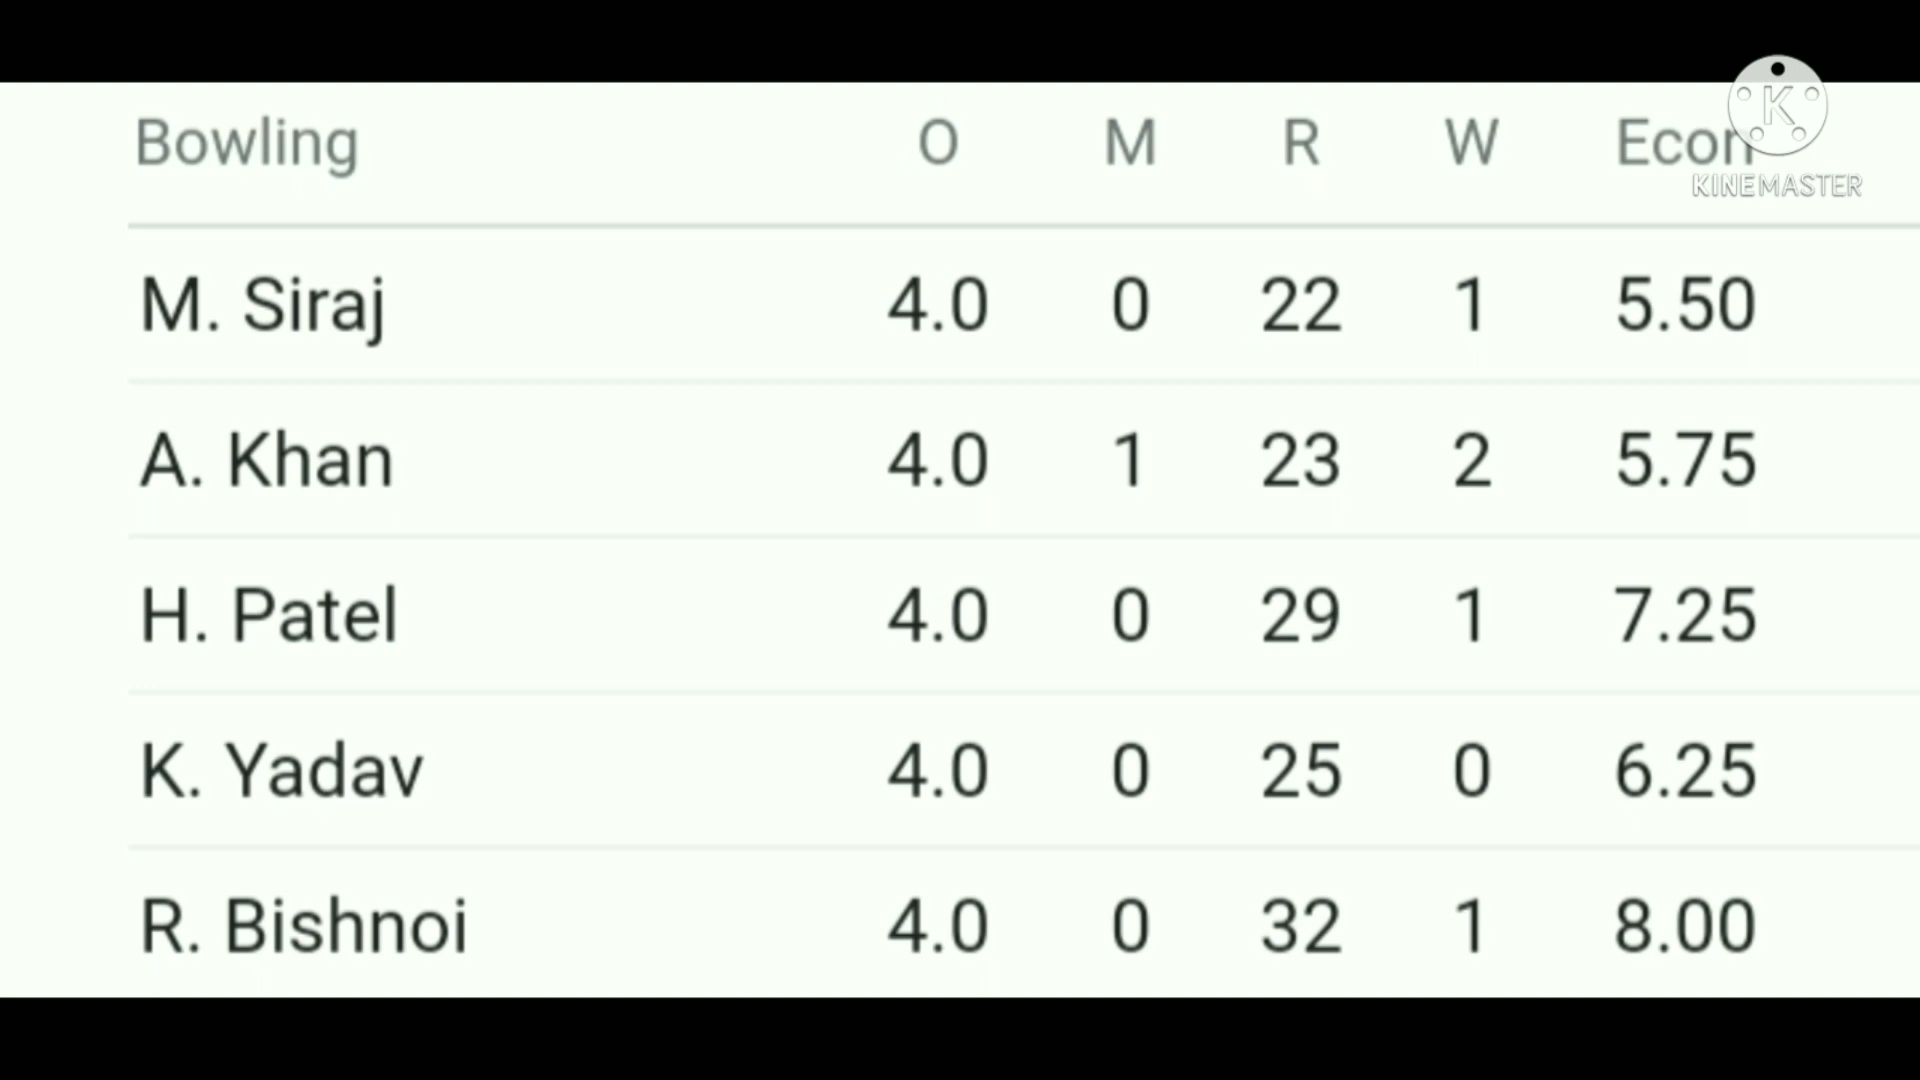 Bowling O M R W Econ
KINEMASTER
M. Siraj 4.0 0 22 1 5.50
A. Khan 4.0 1 23 2 5.75
H. Patel 4.0 0 29 1 7.25
K. Yadav 4.0 0 25 0 6.25
R. Bishnoi 4.0 0 32 1 8.00